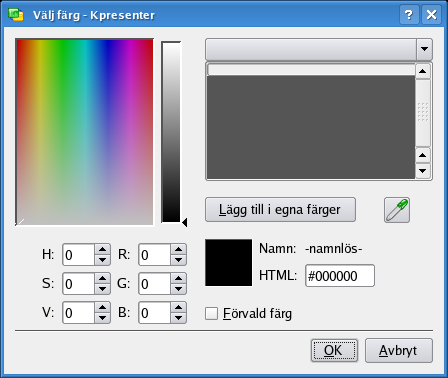 Välj färg - Kpresenter
Lägg till i egna färger
H: 0 R: 0
S: 0 G: 0
V: 0 B: 0
Namn: -namnlös-
HTML: #000000
Förvald färg
OK Avbryt